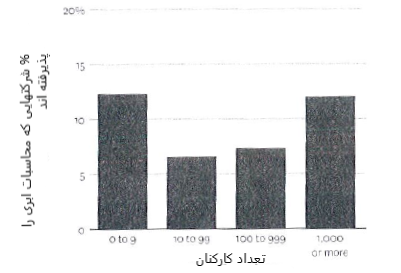 % شرکتهایی که محاسبات ابری را
پذیرفته اند
20%
15
10
5
0
0 to 9
10 to 99
100 to 999
1,000
or more
تعداد کارکنان